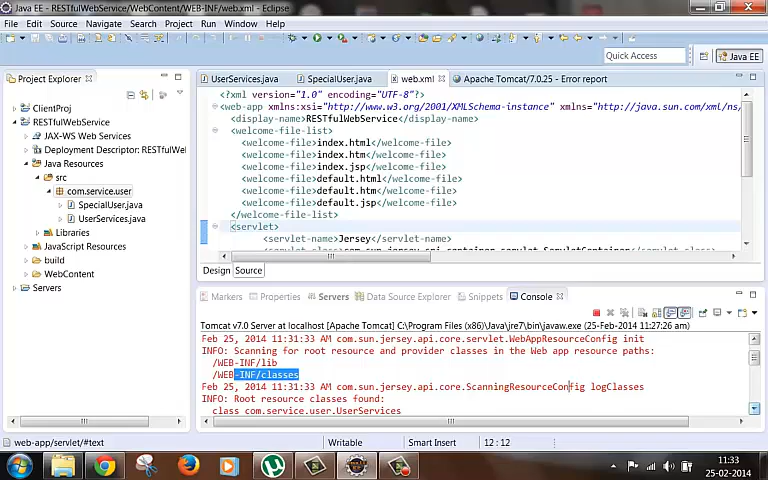 Java EE - RESTfulWebService/WebContent/WEB-INF/web.xml - Eclipse
File Edit Source Navigate Search Project Run Window Help
Quick Access
Java EE
Project Explorer
ClientProj
RESTfulWebService
JAX-WS Web Services
Deployment Descriptor: RESTfulWel
Java Resources
src
com.service.user
SpecialUser.java
UserServices.java
Libraries
JavaScript Resources
build
WebContent
Servers
UserServices.java SpecialUser.java web.xml Apache Tomcat/7.0.25 - Error report
<?xml version="1.0" encoding="UTF-8"?>
<web-app xmlns:xsi="http://www.w3.org/2001/XMLSchema-instance" xmlns="http://java.sun.com/xml/ns/
<display-name>RESTfulWebService</display-name>
<welcome-file-list>
<welcome-file>index.html</welcome-file>
<welcome-file>index.htm</welcome-file>
<welcome-file>index.jsp</welcome-file>
<welcome-file>default.html</welcome-file>
<welcome-file>default.htm</welcome-file>
<welcome-file>default.jsp</welcome-file>
</welcome-file-list>
<servlet>
<servlet-name>Jersey</servlet-name>
<servlet-class>com.sun.jersey.spi.container.servlet.ServletContainer</servlet-class>
Design Source
Markers Properties Servers Data Source Explorer Snippets Console
Tomcat v7.0 Server at localhost [Apache Tomcat] C:\Program Files (x86)\Java\jre7\bin\javaw.exe (25-Feb-2014 11:27:26 am)
Feb 25, 2014 11:31:33 AM com.sun.jersey.api.core.servlet.WebAppResourceConfig init
INFO: Scanning for root resource and provider classes in the Web app resource paths:
/WEB-INF/lib
/WEB-INF/classes
Feb 25, 2014 11:31:33 AM com.sun.jersey.api.core.ScanningResourceConfig logClasses
INFO: Root resource classes found:
class com.service.user.UserServices
web-app/servlet/#text
Writable
Smart Insert
12 : 12
11:33
25-02-2014